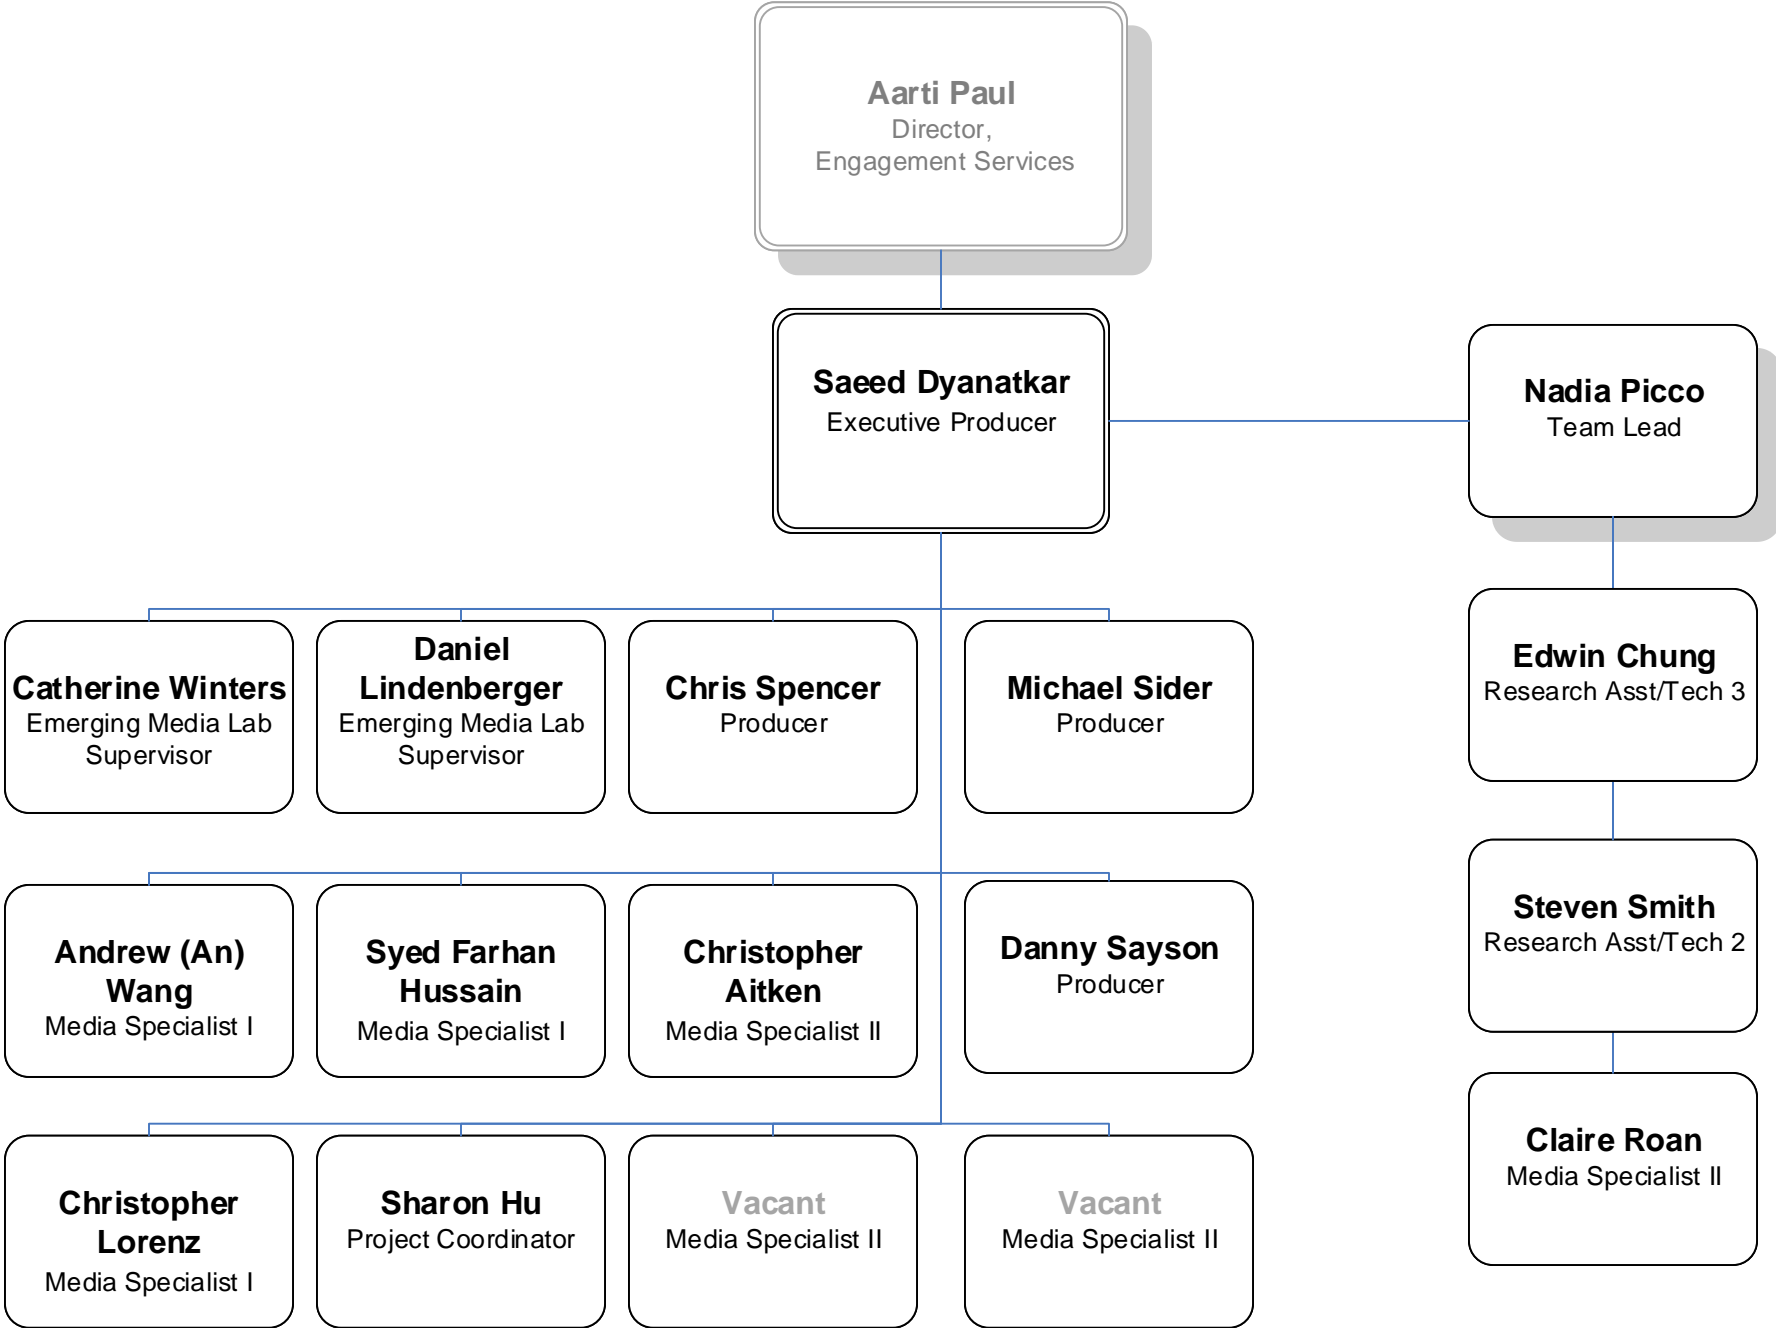 Aarti Paul
Director,
Engagement Services
Saeed Dyanatkar
Executive Producer
Nadia Picco
Team Lead
Catherine Winters
Emerging Media Lab
Supervisor
Daniel
Lindenberger
Emerging Media Lab
Supervisor
Chris Spencer
Producer
Michael Sider
Producer
Edwin Chung
Research Asst/Tech 3
Andrew (An)
Wang
Media Specialist I
Syed Farhan
Hussain
Media Specialist I
Christopher
Aitken
Media Specialist II
Danny Sayson
Producer
Steven Smith
Research Asst/Tech 2
Christopher
Lorenz
Media Specialist I
Sharon Hu
Project Coordinator
Vacant
Media Specialist II
Vacant
Media Specialist II
Claire Roan
Media Specialist II